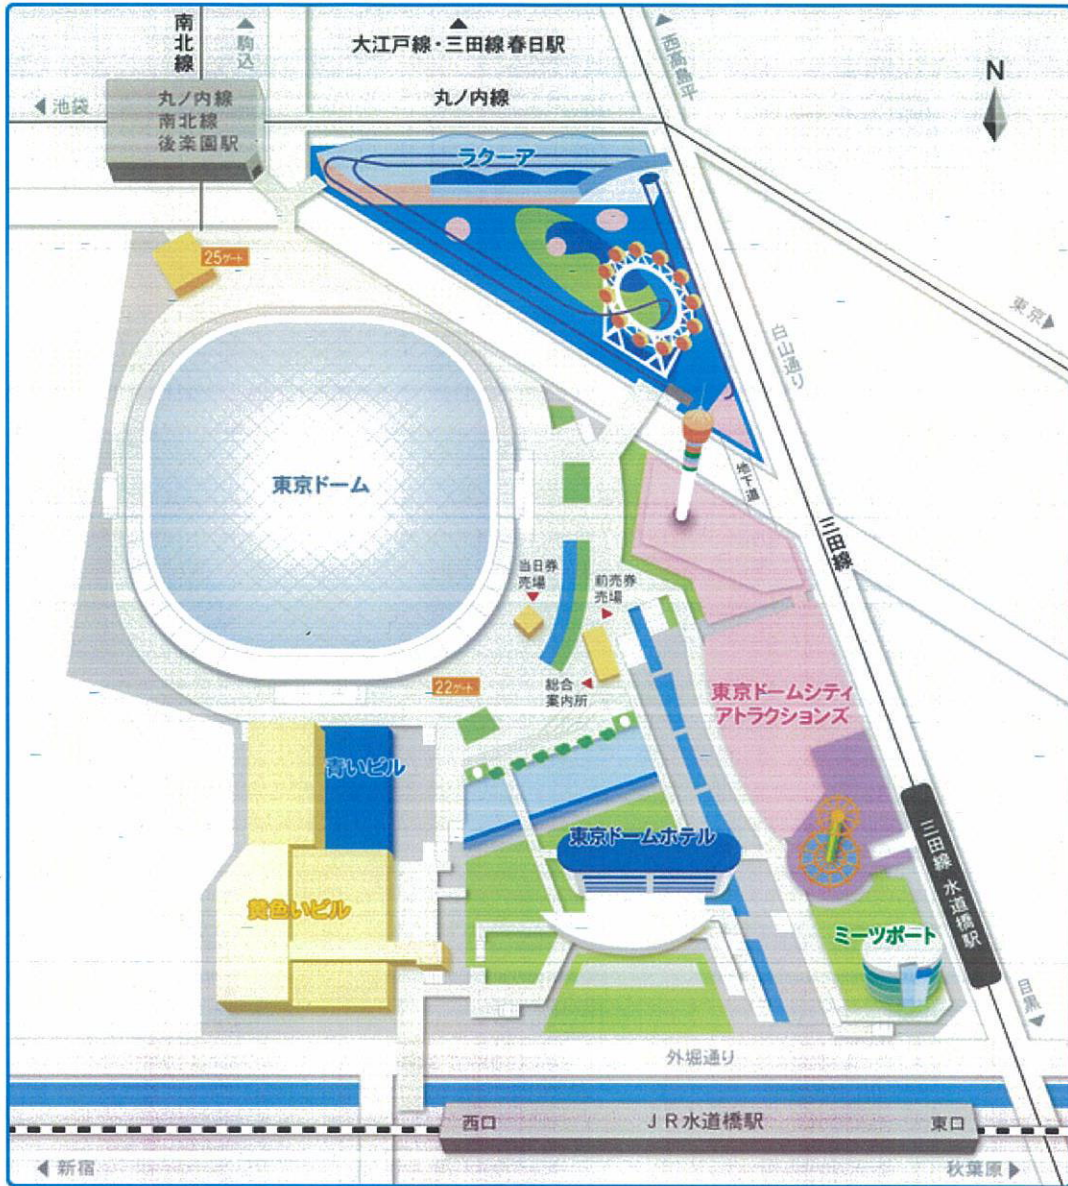 南北線
駒込
大江戸線・三田線春日駅
西高島平
N
池袋
丸ノ内線
南北線
後楽園駅
丸ノ内線
ラクーア
25ゲート
東京
白山通り
東京ドーム
地下道
三田線
当日券
売場
前売券
売場
総合
案内所
22ゲート
東京ドームシティ
アトラクションズ
青いビル
東京ドームホテル
三田線 水道橋駅
黄色いビル
ミーツポート
目黒
外堀通り
西口
JR水道橋駅
東口
新宿
秋葉原